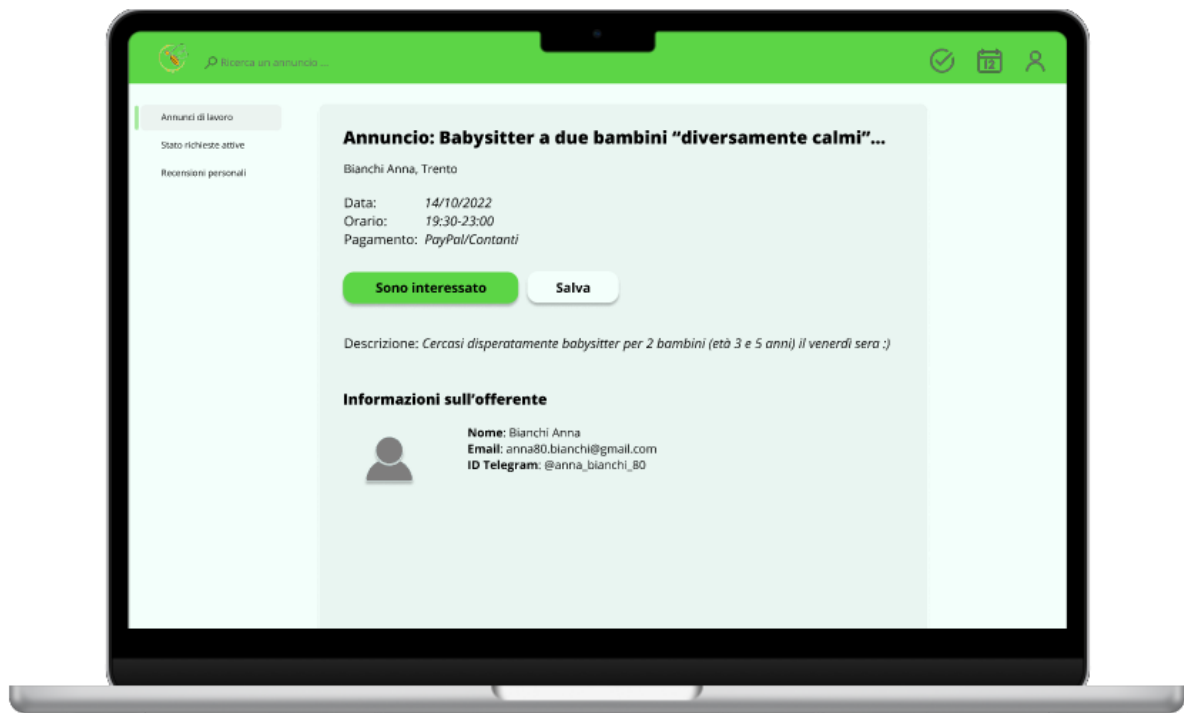 Ricerca un annuncio ...
12
Annunci di lavoro
Stato richieste attive
Recensioni personali
Annuncio: Babysitter a due bambini “diversamente calmi”...
Bianchi Anna, Trento
Data: 14/10/2022
Orario: 19:30-23:00
Pagamento: PayPal/Contanti
Sono interessato
Salva
Descrizione: Cercasi disperatamente babysitter per 2 bambini (età 3 e 5 anni) il venerdì sera :)
Informazioni sull’offerente
Nome: Bianchi Anna
Email: anna80.bianchi@gmail.com
ID Telegram: @anna_bianchi_80